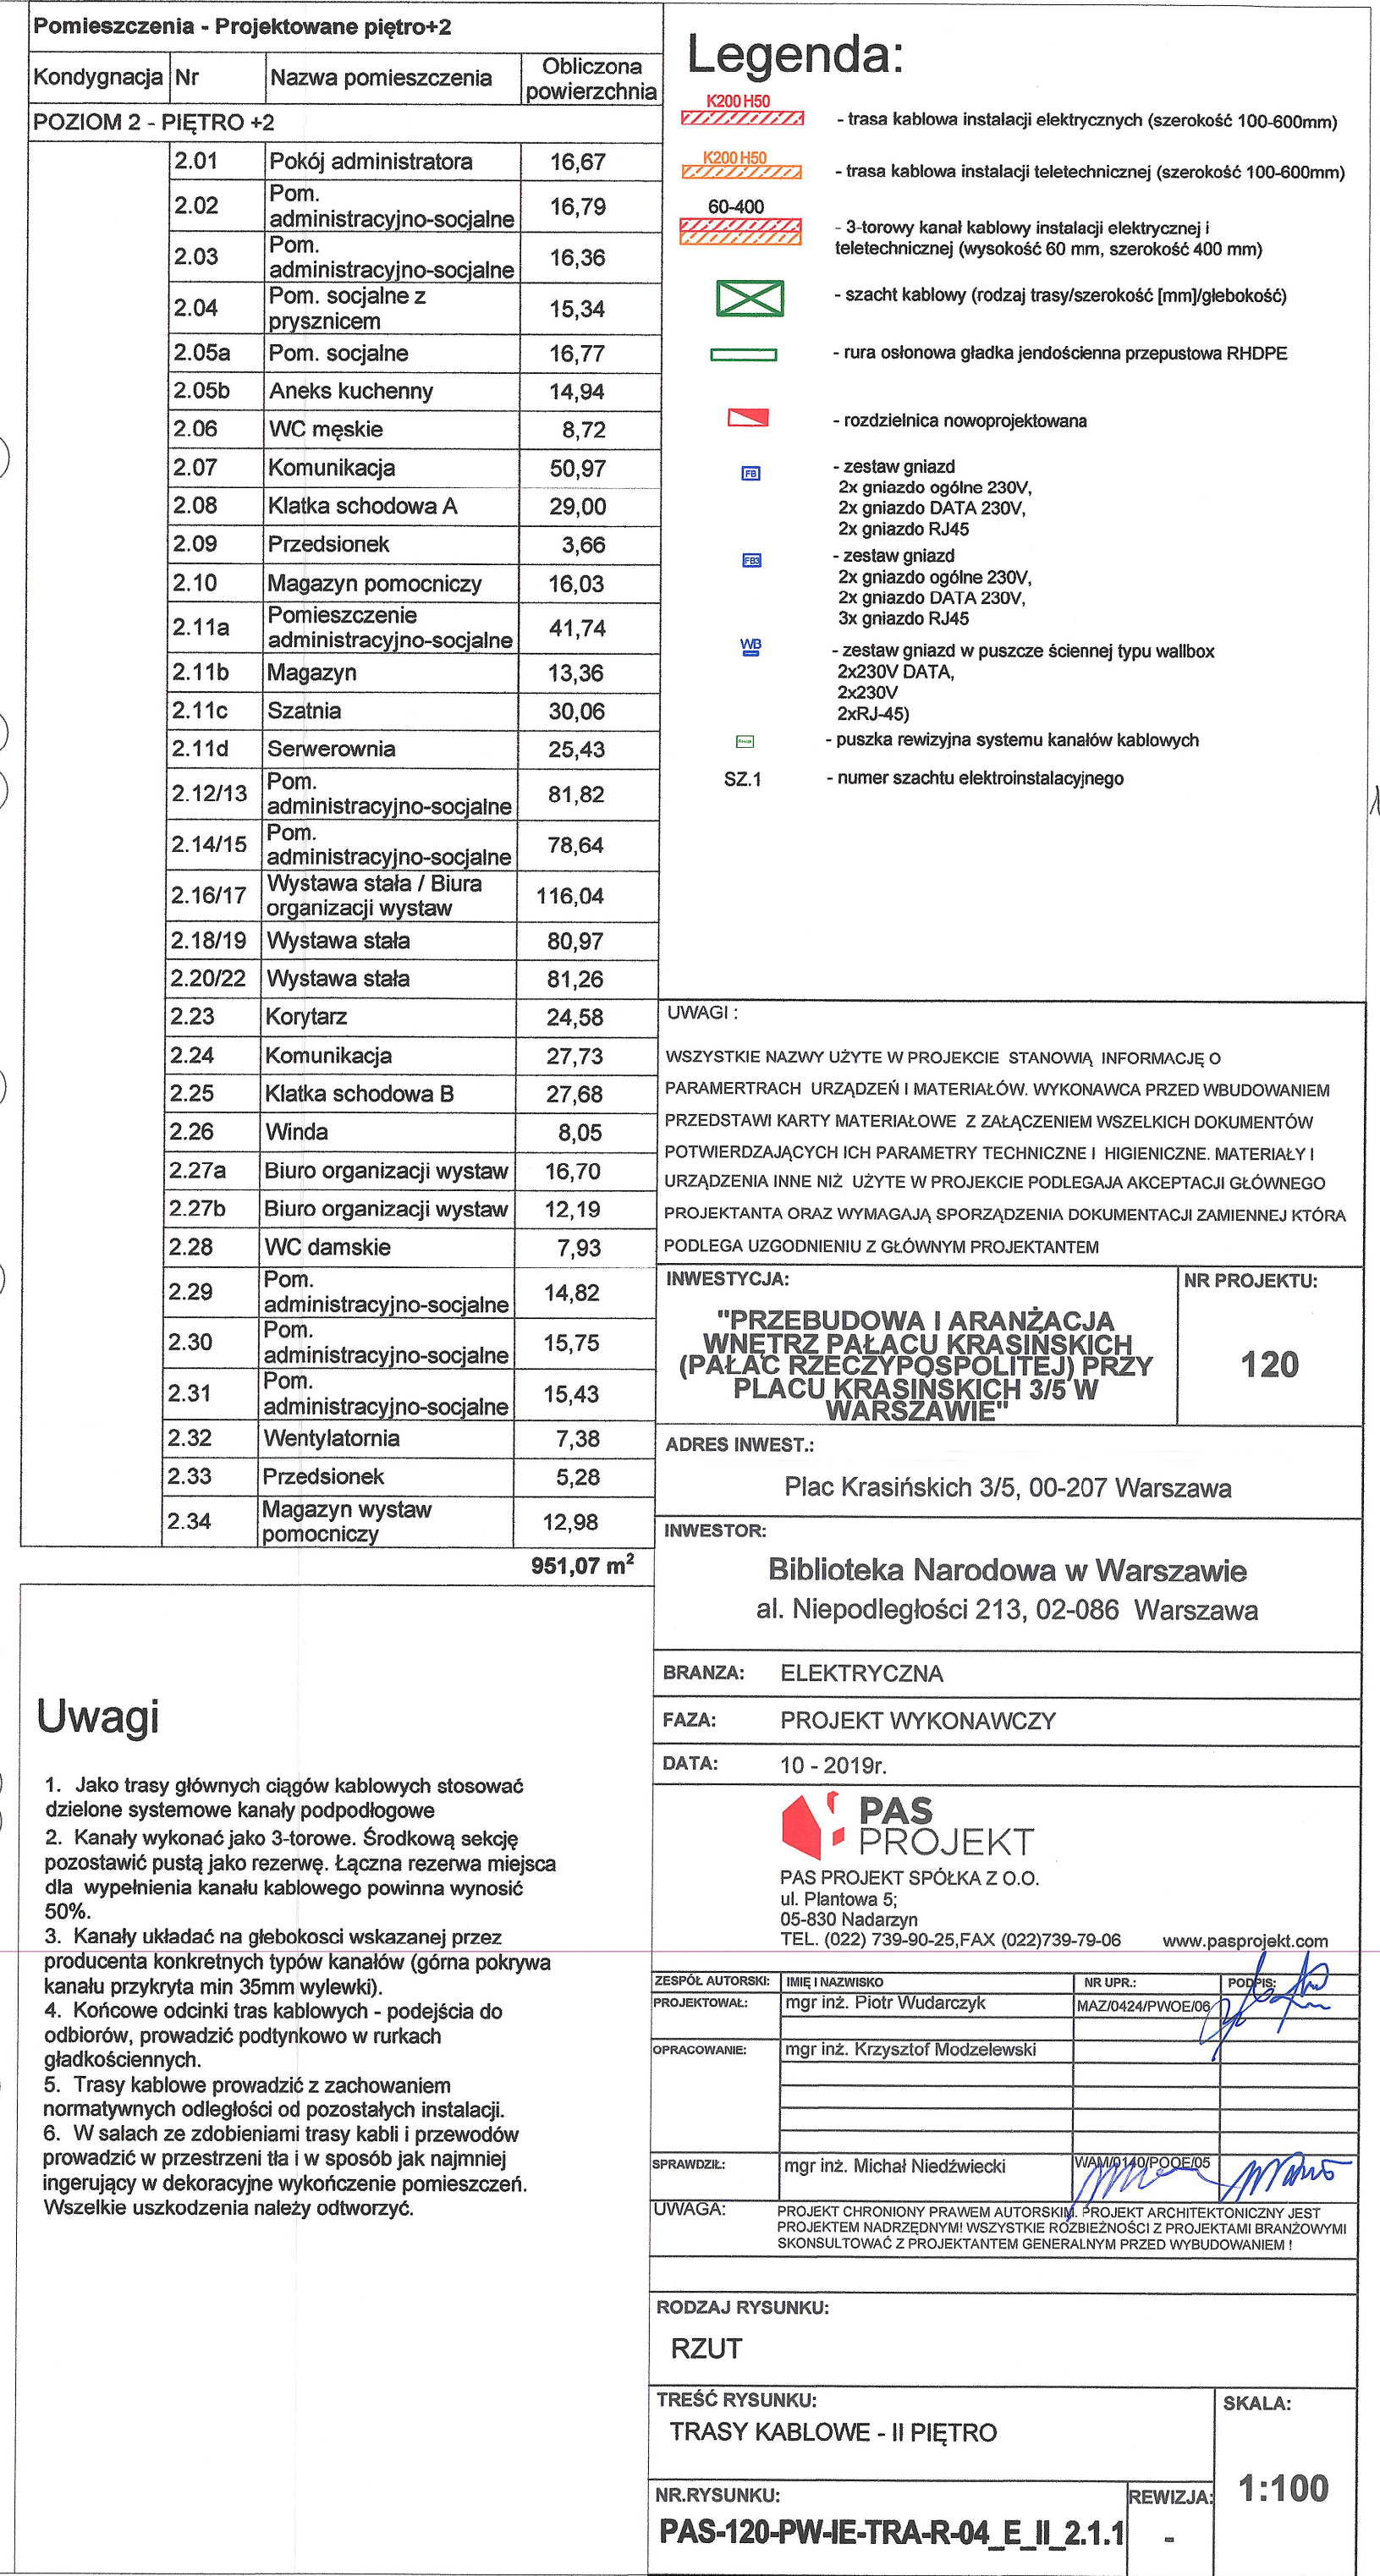 Pomieszczenia - Projektowane piętro+2
Kondygnacja Nr Nazwa pomieszczenia Obliczona powierzchnia
POZIOM 2 - PIĘTRO +2
2.01 Pokój administratora 16,67
2.02 Pom. administracyjno-socjalne 16,79
2.03 Pom. administracyjno-socjalne 16,36
2.04 Pom. socjalne z prysznicem 15,34
2.05a Pom. socjalne 16,77
2.05b Aneks kuchenny 14,94
2.06 WC męskie 8,72
2.07 Komunikacja 50,97
2.08 Klatka schodowa A 29,00
2.09 Przedsionek 3,66
2.10 Magazyn pomocniczy 16,03
2.11a Pomieszczenie administracyjno-socjalne 41,74
2.11b Magazyn 13,36
2.11c Szatnia 30,06
2.11d Serwerownia 25,43
2.12/13 Pom. administracyjno-socjalne 81,82
2.14/15 Pom. administracyjno-socjalne 78,64
2.16/17 Wystawa stała / Biura organizacji wystaw 116,04
2.18/19 Wystawa stała 80,97
2.20/22 Wystawa stała 81,26
2.23 Korytarz 24,58
2.24 Komunikacja 27,73
2.25 Klatka schodowa B 27,68
2.26 Winda 8,05
2.27a Biuro organizacji wystaw 16,70
2.27b Biuro organizacji wystaw 12,19
2.28 WC damskie 7,93
2.29 Pom. administracyjno-socjalne 14,82
2.30 Pom. administracyjno-socjalne 15,75
2.31 Pom. administracyjno-socjalne 15,43
2.32 Wentylatornia 7,38
2.33 Przedsionek 5,28
2.34 Magazyn wystaw pomocniczy 12,98
951,07 m²
Uwagi
1. Jako trasy głównych ciągów kablowych stosować
dzielone systemowe kanały podpodłogowe
2. Kanały wykonać jako 3-torowe. Środkową sekcję
pozostawić pustą jako rezerwę. Łączna rezerwa miejsca
dla wypełnienia kanału kablowego powinna wynosić
50%.
3. Kanały układać na głebokosci wskazanej przez
producenta konkretnych typów kanałów (górna pokrywa
kanału przykryta min 35mm wylewki).
4. Końcowe odcinki tras kablowych - podejścia do
odbiorów, prowadzić podtynkowo w rurkach
gładkościennych.
5. Trasy kablowe prowadzić z zachowaniem
normatywnych odległości od pozostałych instalacji.
6. W salach ze zdobieniami trasy kabli i przewodów
prowadzić w przestrzeni tła i w sposób jak najmniej
ingerujący w dekoracyjne wykończenie pomieszczeń.
Wszelkie uszkodzenia należy odtworzyć.
Legenda:
K200 H50 - trasa kablowa instalacji elektrycznych (szerokość 100-600mm)
K200 H50 - trasa kablowa instalacji teletechnicznej (szerokość 100-600mm)
60-400 - 3-torowy kanał kablowy instalacji elektrycznej i
teletechnicznej (wysokość 60 mm, szerokość 400 mm)
- szacht kablowy (rodzaj trasy/szerokość [mm]/głebokość)
- rura osłonowa gładka jendościenna przepustowa RHDPE
- rozdzielnica nowoprojektowana
FB - zestaw gniazd
2x gniazdo ogólne 230V,
2x gniazdo DATA 230V,
2x gniazdo RJ45
FB3 - zestaw gniazd
2x gniazdo ogólne 230V,
2x gniazdo DATA 230V,
3x gniazdo RJ45
WB - zestaw gniazd w puszcze ściennej typu wallbox
2x230V DATA,
2x230V
2xRJ-45)
- puszka rewizyjna systemu kanałów kablowych
SZ.1 - numer szachtu elektroinstalacyjnego
UWAGI :
WSZYSTKIE NAZWY UŻYTE W PROJEKCIE STANOWIĄ INFORMACJĘ O
PARAMERTRACH URZĄDZEŃ I MATERIAŁÓW. WYKONAWCA PRZED WBUDOWANIEM
PRZEDSTAWI KARTY MATERIAŁOWE Z ZAŁĄCZENIEM WSZELKICH DOKUMENTÓW
POTWIERDZAJĄCYCH ICH PARAMETRY TECHNICZNE I HIGIENICZNE. MATERIAŁY I
URZĄDZENIA INNE NIŻ UŻYTE W PROJEKCIE PODLEGAJA AKCEPTACJI GŁÓWNEGO
PROJEKTANTA ORAZ WYMAGAJĄ SPORZĄDZENIA DOKUMENTACJI ZAMIENNEJ KTÓRA
PODLEGA UZGODNIENIU Z GŁÓWNYM PROJEKTANTEM
INWESTYCJA:
"PRZEBUDOWA I ARANŻACJA
WNĘTRZ PAŁACU KRASIŃSKICH
(PAŁAC RZECZYPOSPOLITEJ) PRZY
PLACU KRASIŃSKICH 3/5 W
WARSZAWIE"
NR PROJEKTU:
120
ADRES INWEST.:
Plac Krasińskich 3/5, 00-207 Warszawa
INWESTOR:
Biblioteka Narodowa w Warszawie
al. Niepodległości 213, 02-086 Warszawa
BRANZA: ELEKTRYCZNA
FAZA: PROJEKT WYKONAWCZY
DATA: 10 - 2019r.
PAS
PROJEKT
PAS PROJEKT SPÓŁKA Z O.O.
ul. Plantowa 5;
05-830 Nadarzyn
TEL. (022) 739-90-25,FAX (022)739-79-06 www.pasprojekt.com
ZESPÓŁ AUTORSKI: IMIĘ I NAZWISKO NR UPR.: PODPIS:
PROJEKTOWAŁ: mgr inż. Piotr Wudarczyk MAZ/0424/PWOE/06
OPRACOWANIE: mgr inż. Krzysztof Modzelewski
SPRAWDZIŁ: mgr inż. Michał Niedźwiecki WAM/0140/POOE/05
UWAGA: PROJEKT CHRONIONY PRAWEM AUTORSKIM. PROJEKT ARCHITEKTONICZNY JEST
PROJEKTEM NADRZĘDNYM! WSZYSTKIE ROZBIEŻNOŚCI Z PROJEKTAMI BRANŻOWYMI
SKONSULTOWAĆ Z PROJEKTANTEM GENERALNYM PRZED WYBUDOWANIEM !
RODZAJ RYSUNKU:
RZUT
TREŚĆ RYSUNKU:
TRASY KABLOWE - II PIĘTRO
SKALA:
1:100
NR.RYSUNKU:
PAS-120-PW-IE-TRA-R-04_E_II_2.1.1
REWIZJA:
-